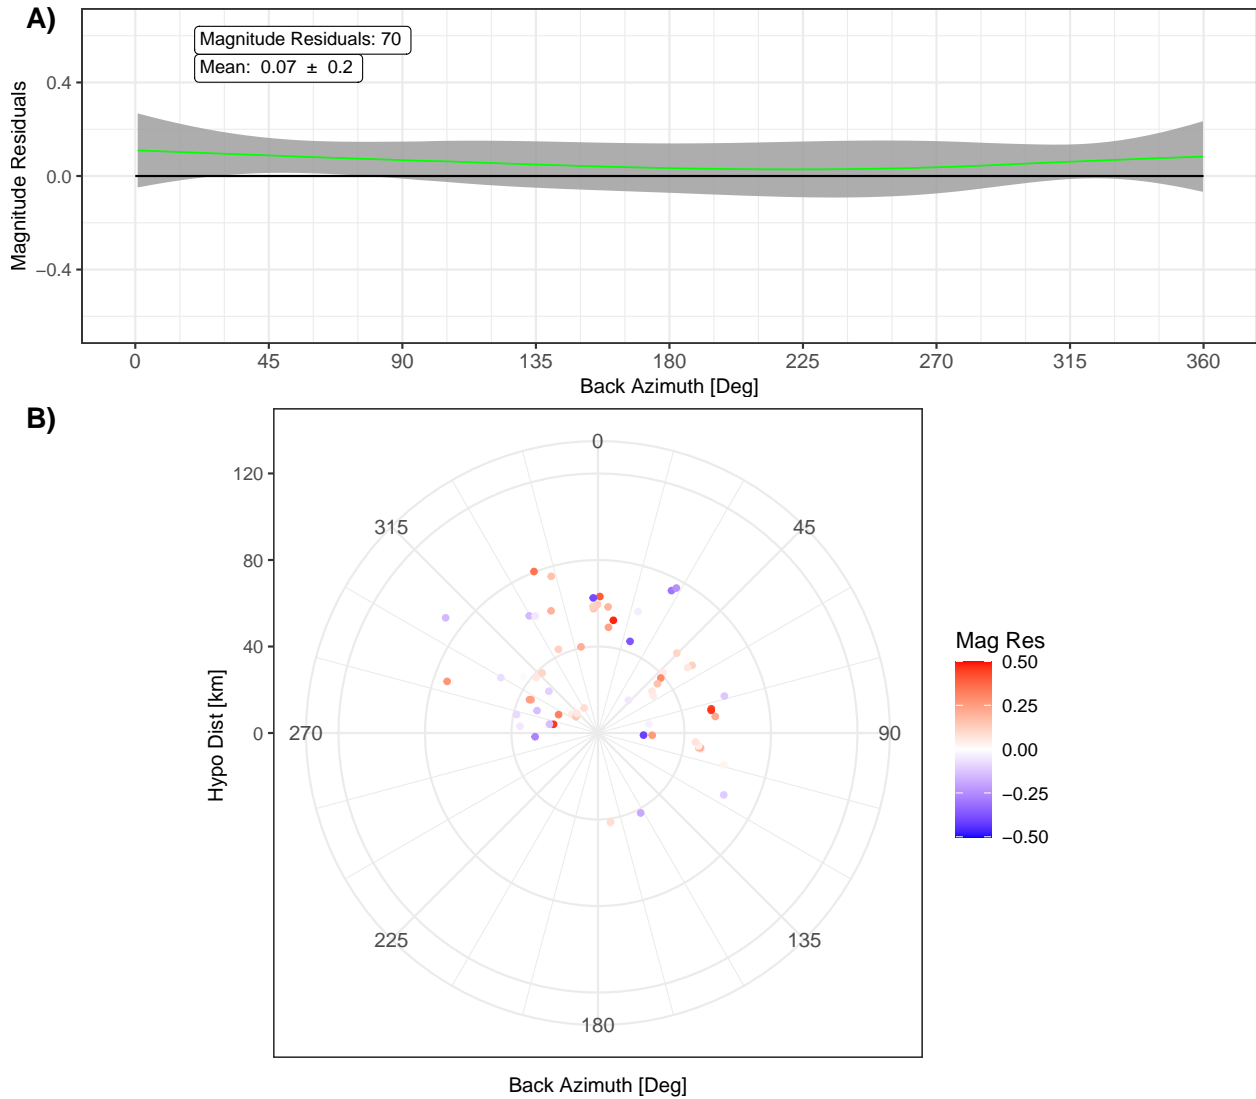 A)
Magnitude Residuals: 70
Mean:  0.07  ±  0.2
0.4
0.0
−0.4
Magnitude Residuals
0 45 90 135 180 225 270 315 360
Back Azimuth [Deg]
B)
0
45
90
135
180
225
270
315
120
80
40
0
Hypo Dist [km]
Back Azimuth [Deg]
Mag Res
0.50
0.25
0.00
−0.25
−0.50